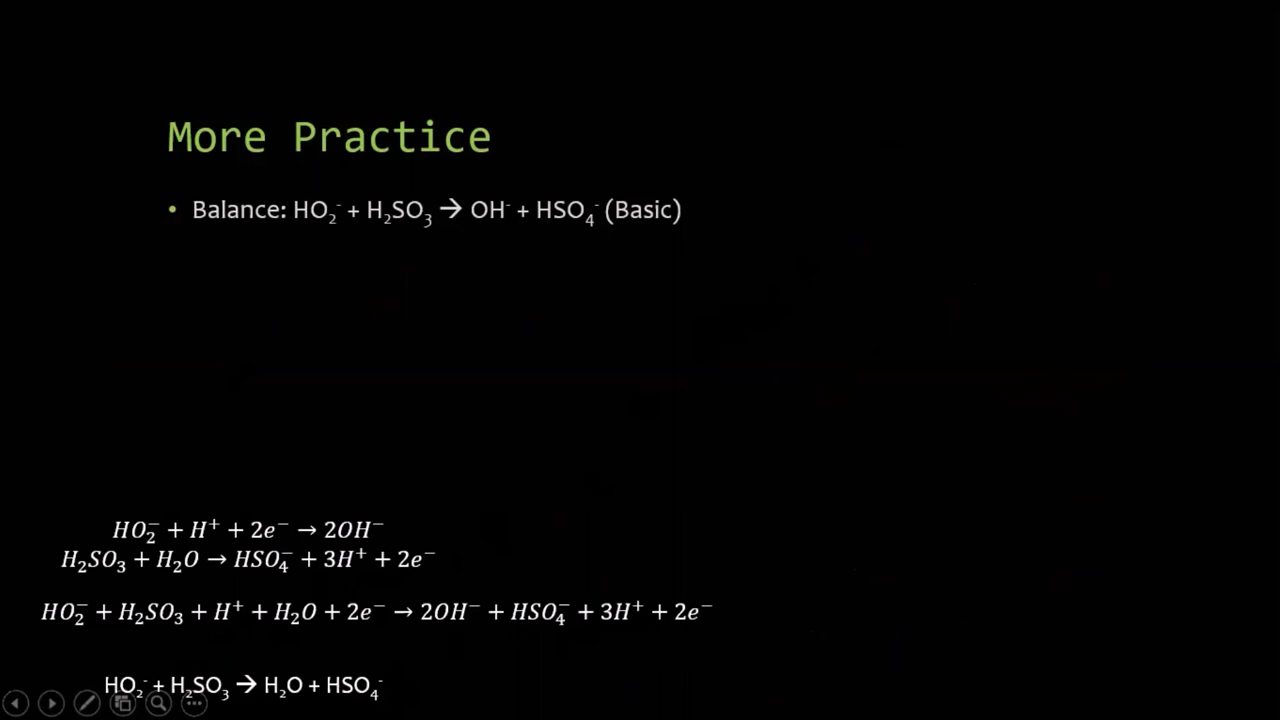 More Practice
• Balance: HO₂⁻ + H₂SO₃ → OH⁻ + HSO₄⁻ (Basic)
HO₂⁻ + H⁺ + 2e⁻ → 2OH⁻
H₂SO₃ + H₂O → HSO₄⁻ + 3H⁺ + 2e⁻
HO₂⁻ + H₂SO₃ + H⁺ + H₂O + 2e⁻ → 2OH⁻ + HSO₄⁻ + 3H⁺ + 2e⁻
HO₂⁻ + H₂SO₃ → H₂O + HSO₄⁻